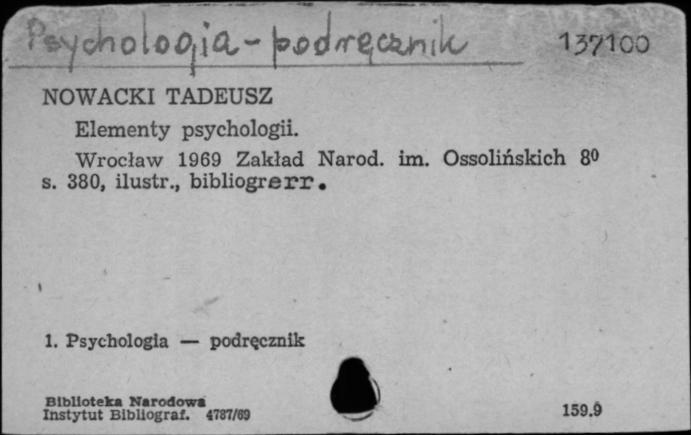 Psychologia - podręcznik 137100
NOWACKI TADEUSZ
Elementy psychologii.
Wrocław 1969 Zakład Narod. im. Ossolińskich 8⁰
s. 380, ilustr., bibliogrerr.
1. Psychologia — podręcznik
Biblioteka Narodowa
Instytut Bibliograf. 4787/69 159.9